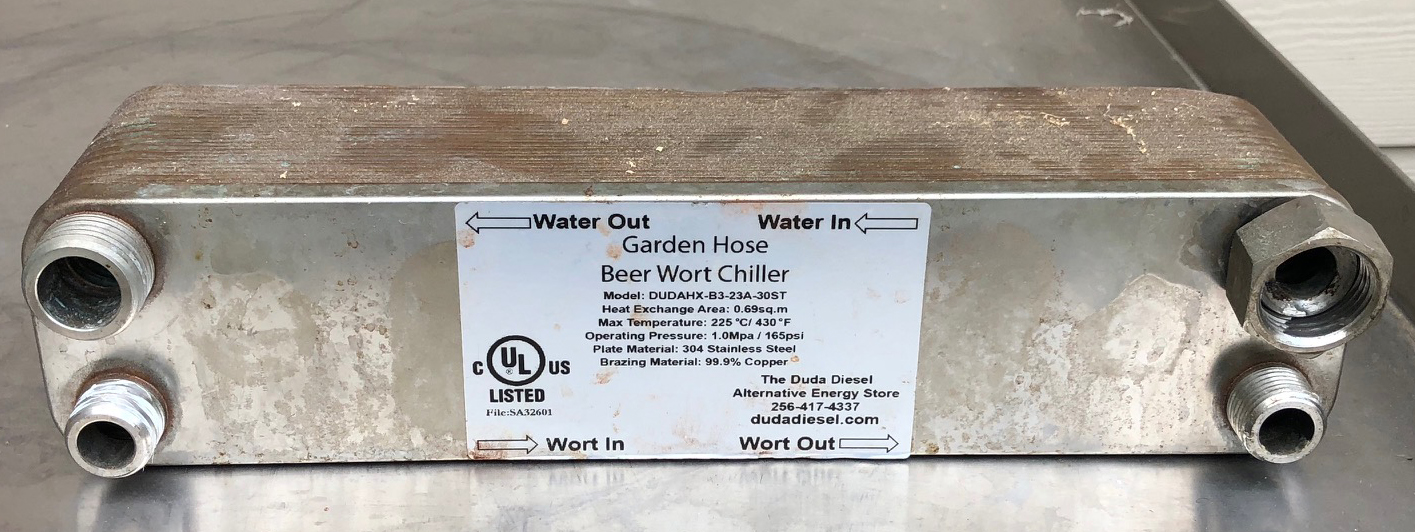 Water Out Water In
Garden Hose
Beer Wort Chiller
Model: DUDAHX-B3-23A-30ST
Heat Exchange Area: 0.69sq.m
Max Temperature: 225 °C/ 430 °F
Operating Pressure: 1.0Mpa / 165psi
Plate Material: 304 Stainless Steel
Brazing Material: 99.9% Copper
C UL ® US
LISTED
File:SA32601
The Duda Diesel
Alternative Energy Store
256-417-4337
dudadiesel.com
Wort In Wort Out